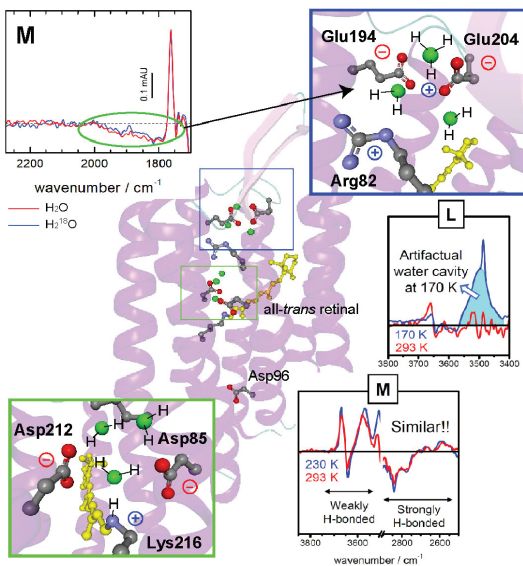 M
0.1 mAU
2200 2000 1800
wavenumber / cm⁻¹
H₂O
H₂¹⁸O
Glu194
H
H
Glu204
−
−
H
+
H
H
H
Arg82
+
all-trans retinal
Asp96
L
Artifactual
water cavity
at 170 K
170 K
293 K
3800 3700 3600 3500 3400
M
Similar!!
230 K
293 K
Weakly
H-bonded
Strongly
H-bonded
3800 3600 2800 2600
wavenumber / cm⁻¹
Asp212
H
H
H
H
Asp85
−
H
H
−
H
+
Lys216